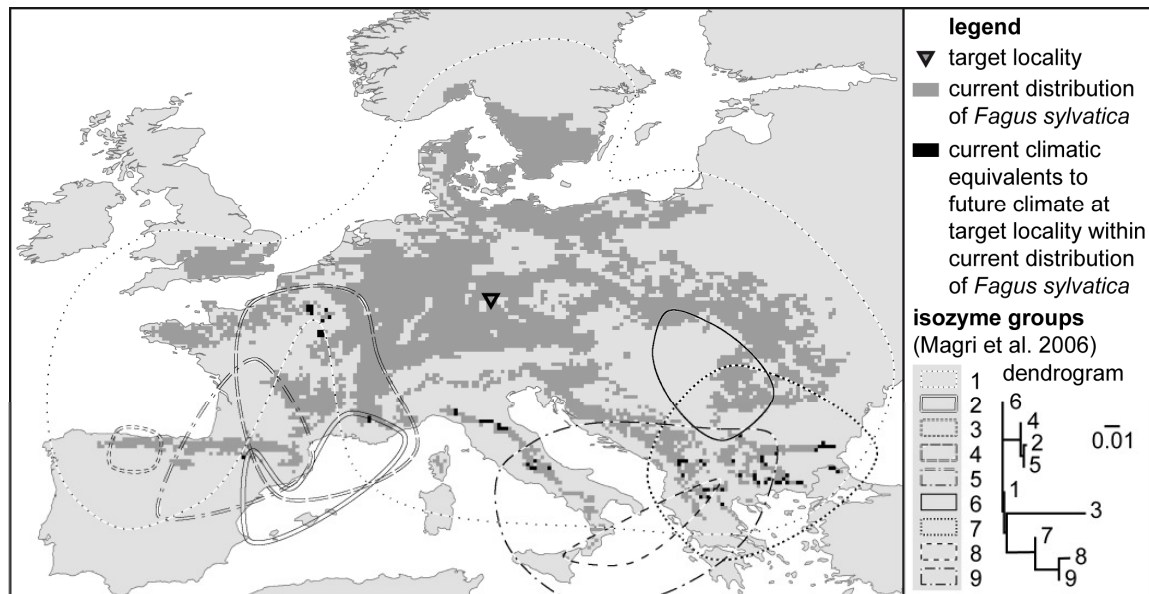 legend
target locality
current distribution
of Fagus sylvatica
current climatic
equivalents to
future climate at
target locality within
current distribution
of Fagus sylvatica
isozyme groups
(Magri et al. 2006)
1
2
3
4
5
6
7
8
9
dendrogram
6
4
2
5
0.01
1
3
7
8
9